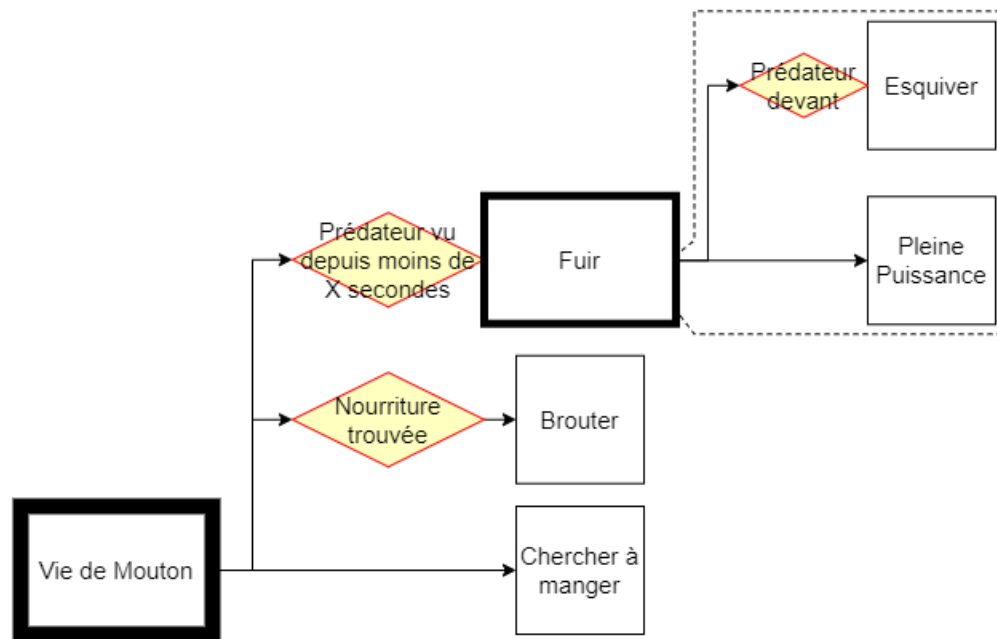 Prédateur
devant
Esquiver
Prédateur vu
depuis moins de
X secondes
Fuir
Pleine
Puissance
Nourriture
trouvée
Brouter
Vie de Mouton
Chercher à
manger